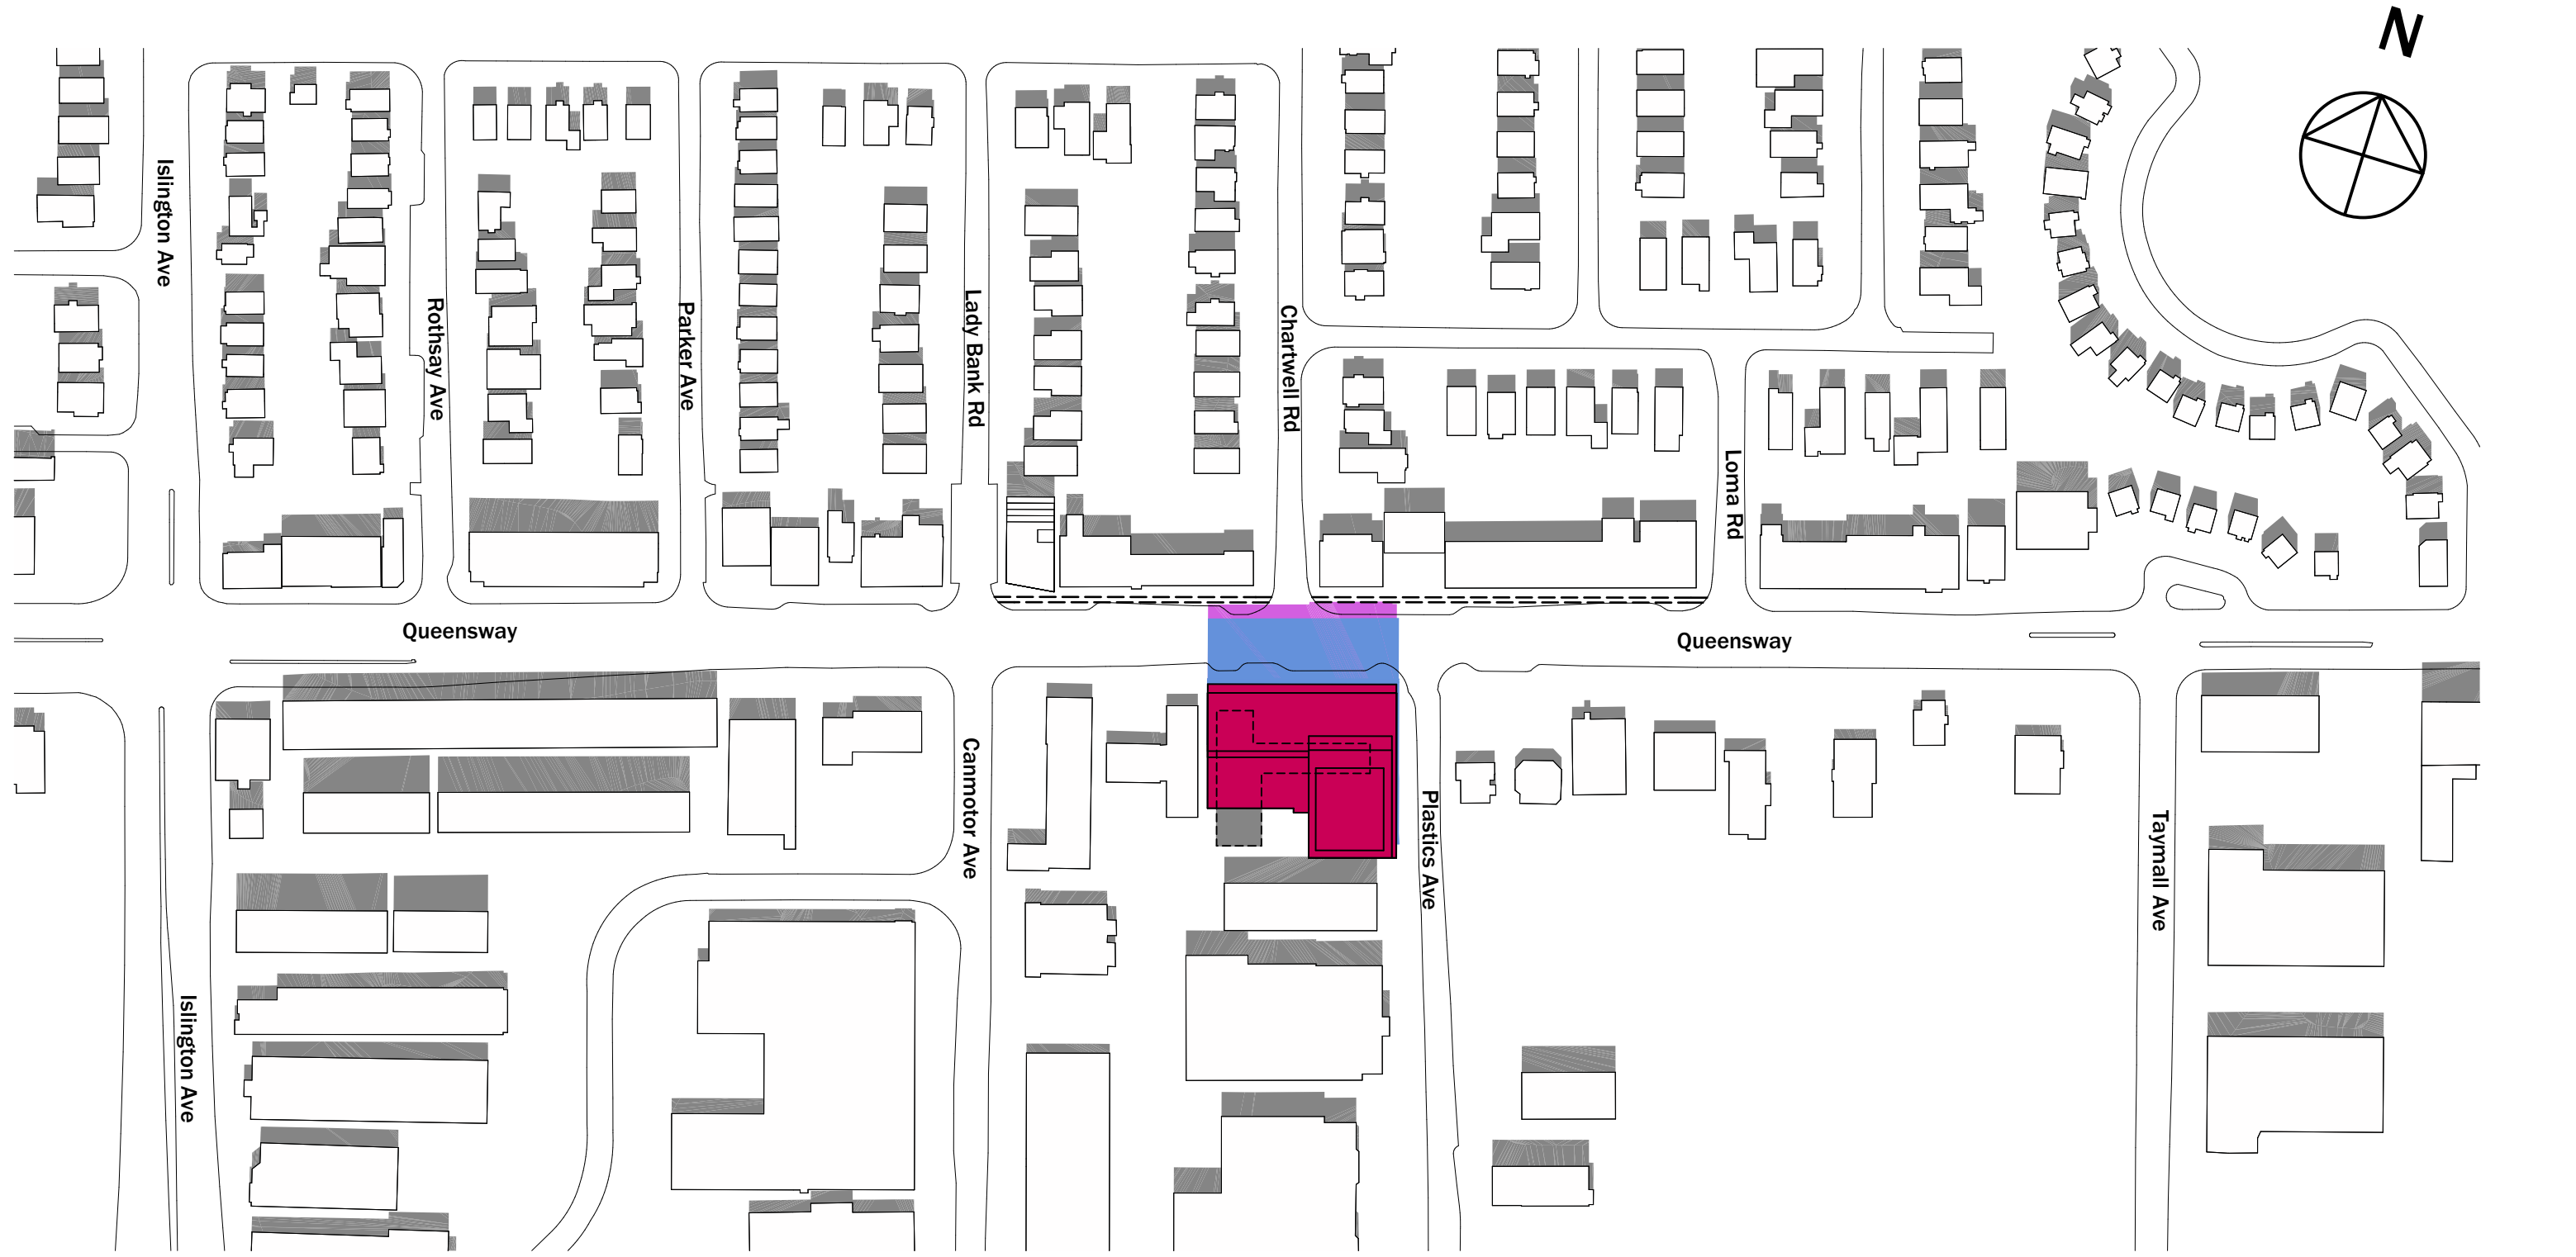 N
Islington Ave
Rothsay Ave
Parker Ave
Lady Bank Rd
Chartwell Rd
Loma Rd
Queensway
Queensway
Canmotor Ave
Plastics Ave
Taymall Ave
Islington Ave